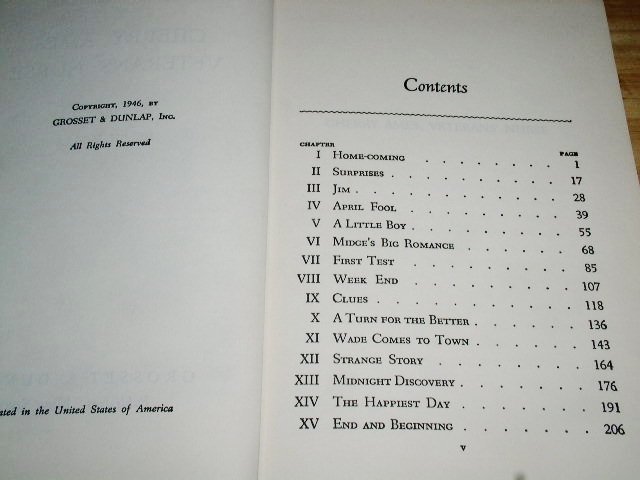 Copyright, 1946, by
GROSSET & DUNLAP, Inc.
All Rights Reserved
ted in the United States of America
Contents
CHAPTER PAGE
I Home-coming . . . . . . . 1
II Surprises . . . . . . . . 17
III Jim . . . . . . . . . 28
IV April Fool . . . . . . . 39
V A Little Boy . . . . . . . 55
VI Midge's Big Romance . . . . . 68
VII First Test . . . . . . . 85
VIII Week End . . . . . . . 107
IX Clues . . . . . . . . 118
X A Turn for the Better . . . . . 136
XI Wade Comes to Town . . . . . 143
XII Strange Story . . . . . . 164
XIII Midnight Discovery . . . . . 176
XIV The Happiest Day . . . . . . 191
XV End and Beginning . . . . . . 206
v